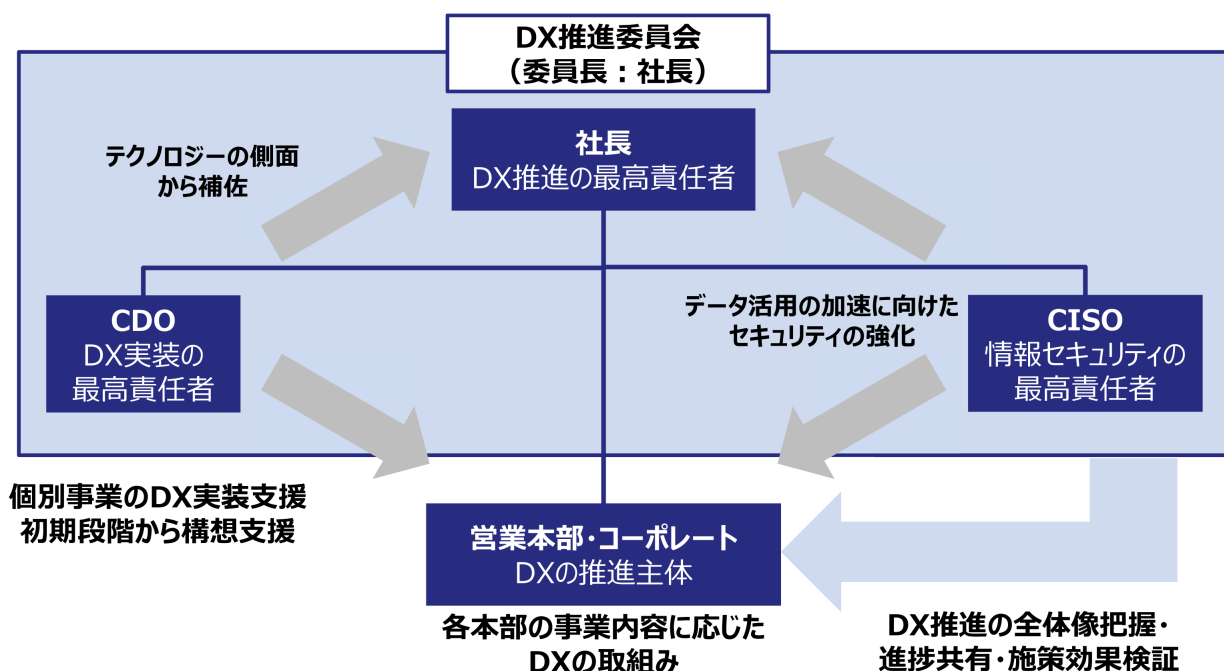 DX推進委員会
（委員長：社長）
社長
DX推進の最高責任者
テクノロジーの側面
から補佐
CDO
DX実装の
最高責任者
データ活用の加速に向けた
セキュリティの強化
CISO
情報セキュリティの
最高責任者
個別事業のDX実装支援
初期段階から構想支援
営業本部・コーポレート
DXの推進主体
各本部の事業内容に応じた
DXの取組み
DX推進の全体像把握・
進捗共有・施策効果検証